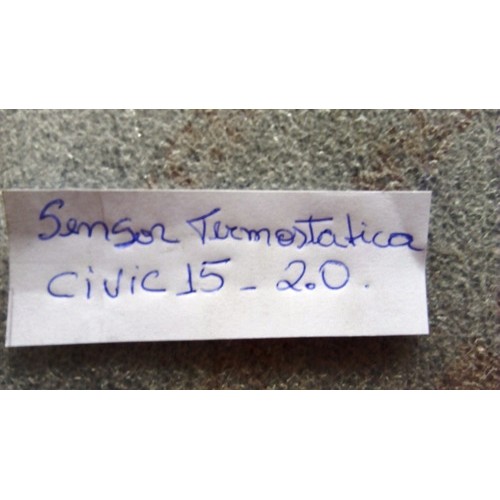 Sensor Termostatica
Civic 15 - 2.0.